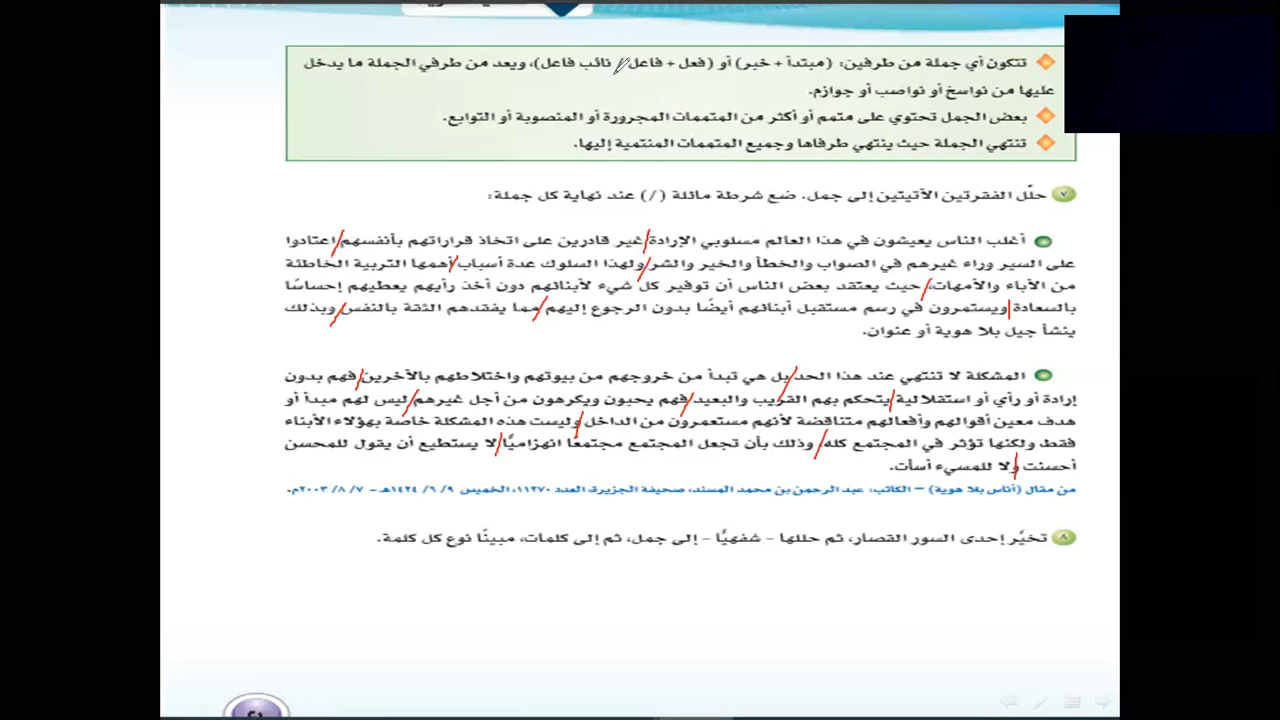 تتكون أي جملة من طرفين: (مبتدأ + خبر) أو (فعل + فاعل / نائب فاعل)، ويعد من طرفي الجملة ما يدخل
عليها من نواسخ أو نواصب أو جوازم.
بعض الجمل تحتوي على متمم أو أكثر من المتممات المجرورة أو المنصوبة أو التوابع.
تنتهي الجملة حيث ينتهي طرفاها وجميع المتممات المنتمية إليها.
٧ حلّل الفقرتين الآتيتين إلى جمل. ضع شرطة مائلة (/) عند نهاية كل جملة:
أغلب الناس يعيشون في هذا العالم مسلوبي الإرادة/ غير قادرين على اتخاذ قراراتهم بأنفسهم/ اعتادوا
على السير وراء غيرهم في الصواب والخطأ والخير والشر/ ولهذا السلوك عدة أسباب/ أهمها التربية الخاطئة
من الآباء والأمهات،/ حيث يعتقد بعض الناس أن توفير كل شيء لأبنائهم دون أخذ رأيهم يعطيهم إحساسًا
بالسعادة/ ويستمرون في رسم مستقبل أبنائهم أيضًا بدون الرجوع إليهم/ مما يفقدهم الثقة بالنفس/ وبذلك
ينشأ جيل بلا هوية أو عنوان.
المشكلة لا تنتهي عند هذا الحد/ بل هي تبدأ من خروجهم من بيوتهم واختلاطهم بالآخرين/ فهم بدون
إرادة أو رأي أو استقلالية/ يتحكم بهم القريب والبعيد/ فهم يحبون ويكرهون من أجل غيرهم/ ليس لهم مبدأ أو
هدف معين أقوالهم وأفعالهم متناقضة لأنهم مستعمرون من الداخل/ وليست هذه المشكلة خاصة بهؤلاء الأبناء
فقط ولكنها تؤثر في المجتمع كله،/ وذلك بأن تجعل المجتمع مجتمعًا انهزاميًّا/ لا يستطيع أن يقول للمحسن
أحسنت/ ولا للمسيء أسأت.
من مقال (أناس بلا هوية) – الكاتب: عبد الرحمن بن محمد المسند، صحيفة الجزيرة، العدد ١١٢٧٠، الخميس ٩/ ٦/ ١٤٢٤هـ - ٧/ ٨/ ٢٠٠٣م.
٨ تخيَّر إحدى السور القصار، ثم حللها - شفهيًّا - إلى جمل، ثم إلى كلمات، مبينًا نوع كل كلمة.